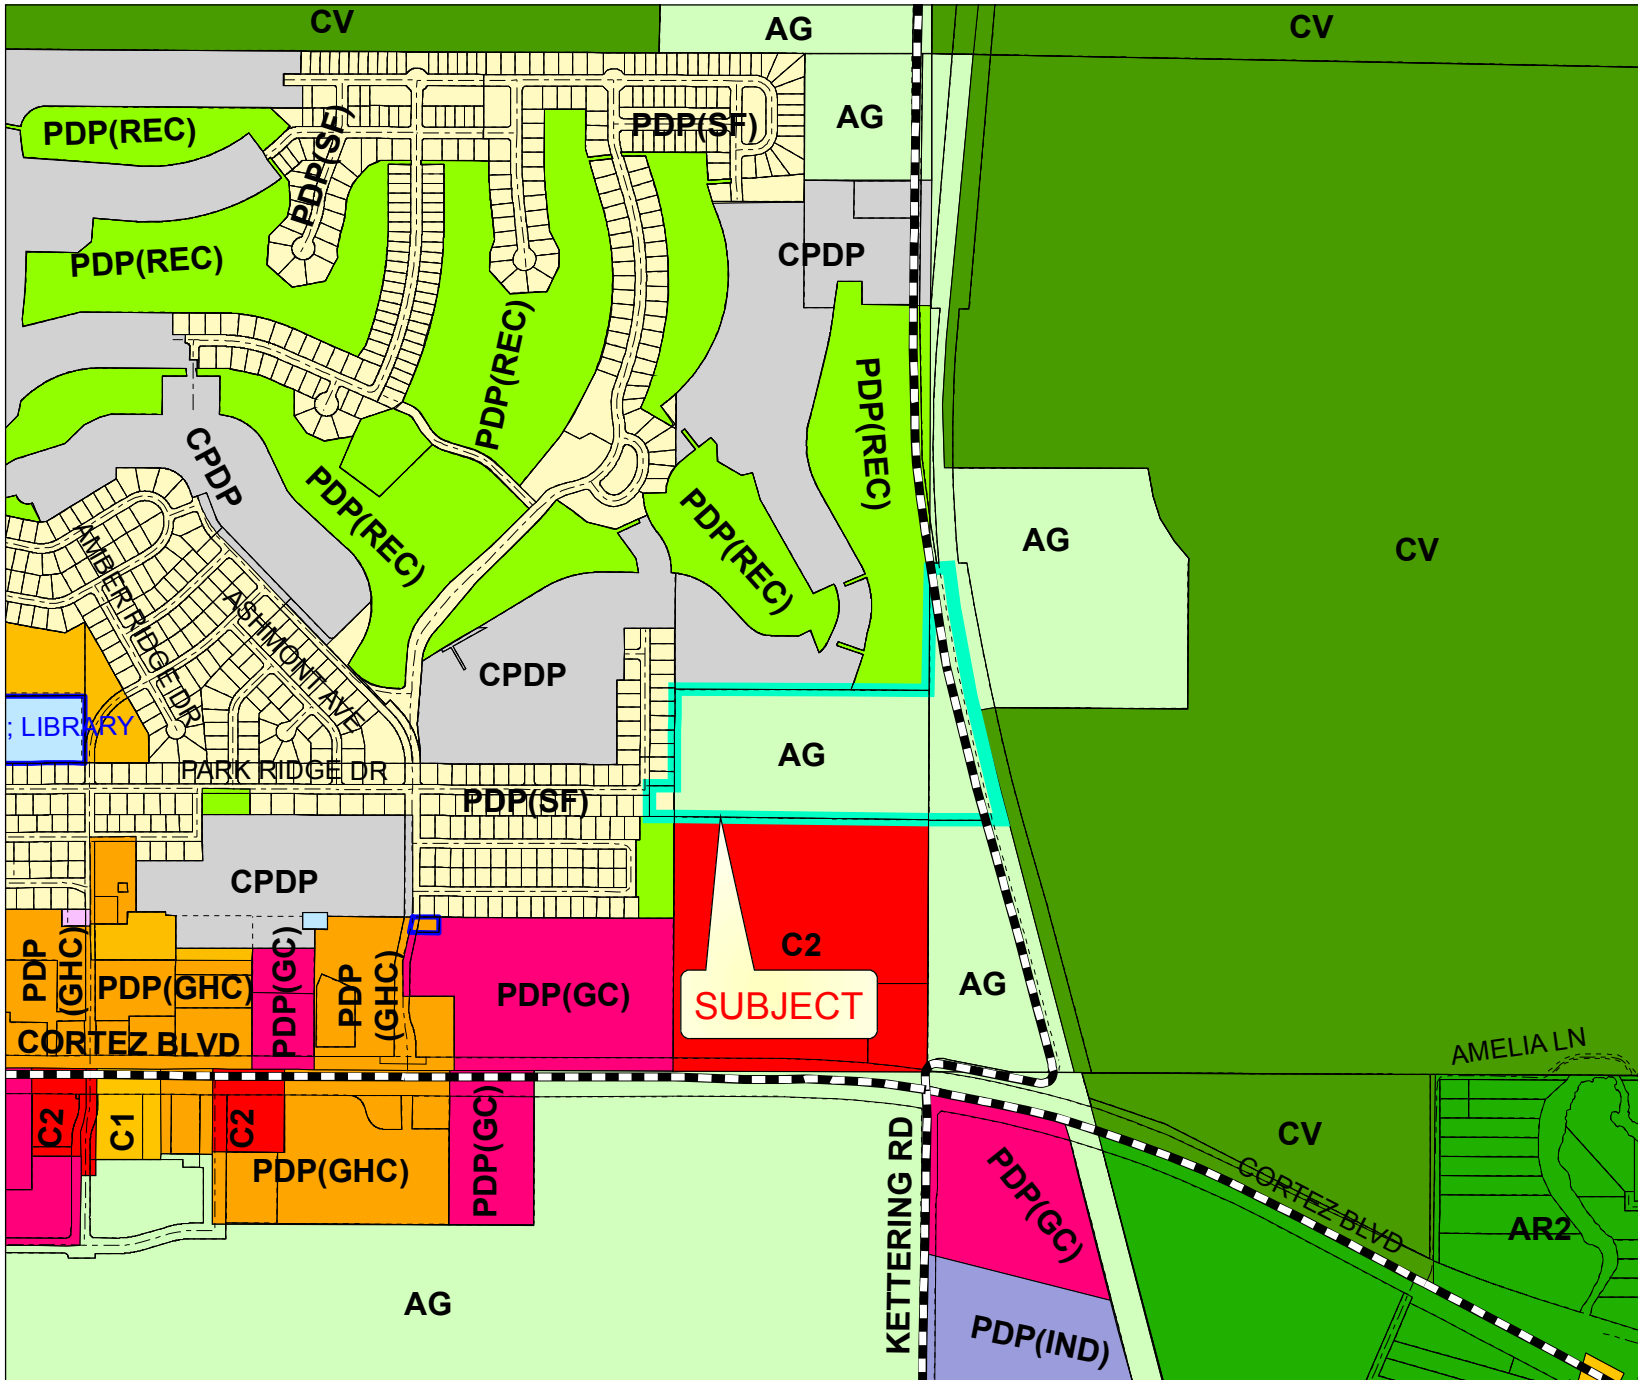 CV
AG
CV
PDP(REC)
PDP(SF)
PDP(SF)
AG
PDP(SF)
PDP(REC)
CPDP
PDP(REC)
PDP(REC)
CPDP
PDP(REC)
PDP(REC)
AG
CV
AMBER RIDGE DR
ASHMONT AVE
CPDP
; LIBRARY
AG
PARK RIDGE DR
PDP(SF)
CPDP
C2
PDP
(GHC)
PDP(GHC)
PDP(GC)
PDP
(GHC)
PDP(GC)
SUBJECT
AG
CORTEZ BLVD
AMELIA LN
C2
C1
C2
PDP(GHC)
PDP(GC)
KETTERING RD
PDP(GC)
CV
CORTEZ BLVD
AR2
AG
PDP(IND)